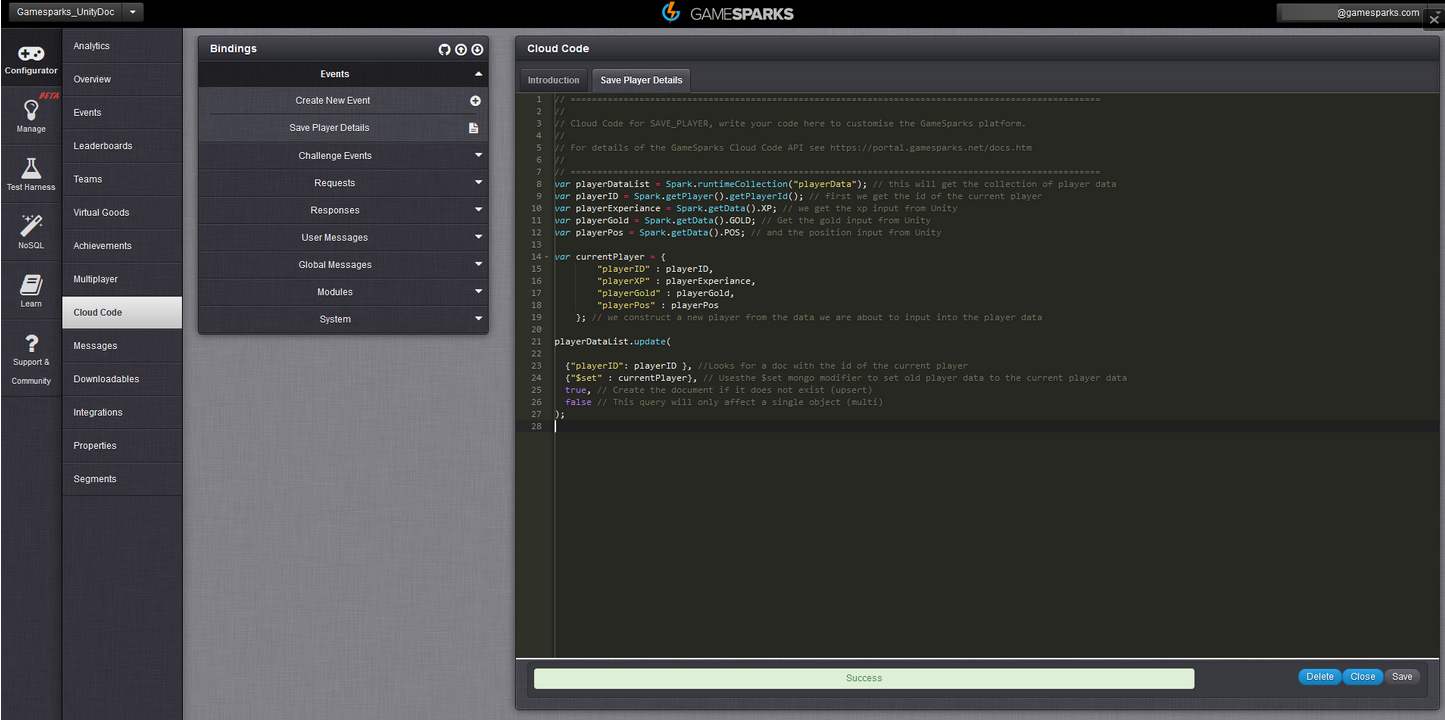 Gamesparks_UnityDoc
GAMESPARKS
@gamesparks.com
Configurator
BETA
Manage
Test Harness
NoSQL
Learn
?
Support &
Community
Analytics
Overview
Events
Leaderboards
Teams
Virtual Goods
Achievements
Multiplayer
Cloud Code
Messages
Downloadables
Integrations
Properties
Segments
Bindings
Events
Create New Event
Save Player Details
Challenge Events
Requests
Responses
User Messages
Global Messages
Modules
System
Cloud Code
Introduction Save Player Details
1 // ====================================================================================================
2 //
3 // Cloud Code for SAVE_PLAYER, write your code here to customise the GameSparks platform.
4 //
5 // For details of the GameSparks Cloud Code API see https://portal.gamesparks.net/docs.htm
6 //
7 // ====================================================================================================
8 var playerDataList = Spark.runtimeCollection("playerData"); // this will get the collection of player data
9 var playerID = Spark.getPlayer().getPlayerId(); // first we get the id of the current player
10 var playerExperiance = Spark.getData().XP; // we get the xp input from Unity
11 var playerGold = Spark.getData().GOLD; // Get the gold input from Unity
12 var playerPos = Spark.getData().POS; // and the position input from Unity
13
14 var currentPlayer = {
15 "playerID" : playerID,
16 "playerXP" : playerExperiance,
17 "playerGold" : playerGold,
18 "playerPos" : playerPos
19 }; // we construct a new player from the data we are about to input into the player data
20
21 playerDataList.update(
22
23 {"playerID": playerID }, //Looks for a doc with the id of the current player
24 {"$set" : currentPlayer}, // Usesthe $set mongo modifier to set old player data to the current player data
25 true, // Create the document if it does not exist (upsert)
26 false // This query will only affect a single object (multi)
27 );
28
Success
Delete Close Save